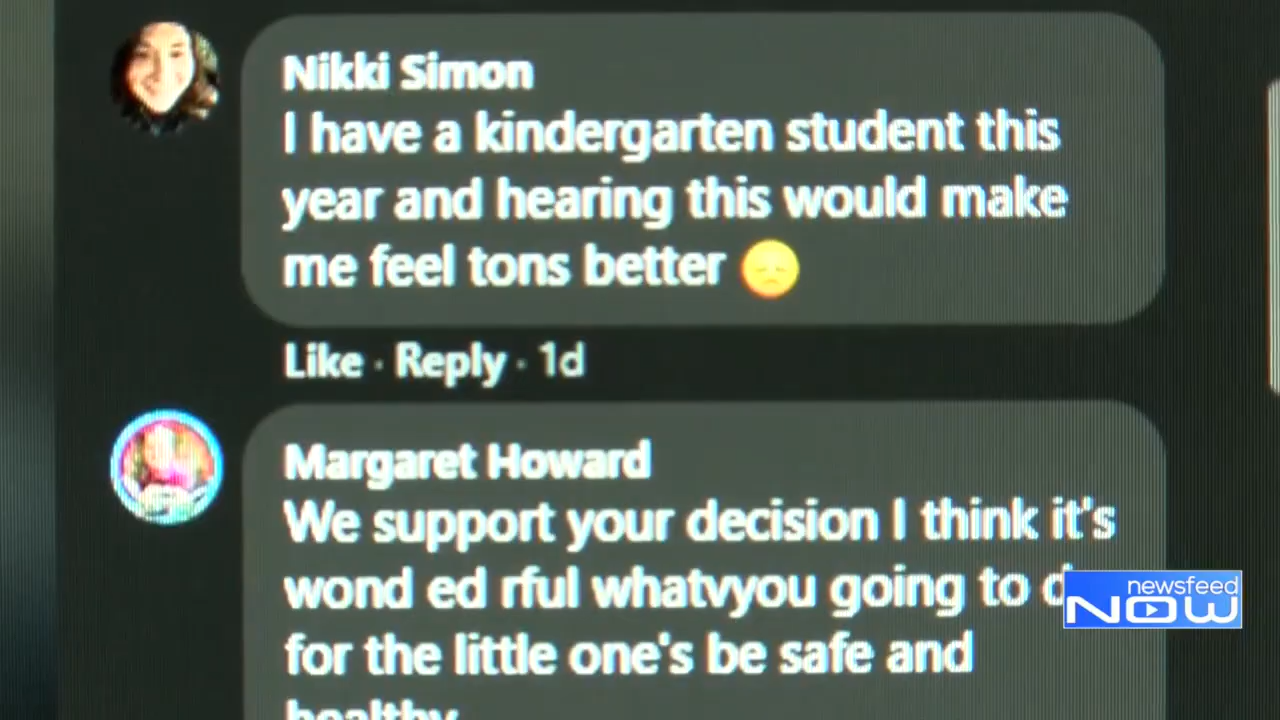 Nikki Simon
I have a kindergarten student this
year and hearing this would make
me feel tons better 😞
Like · Reply · 1d
Margaret Howard
We support your decision I think it's
wond ed rful whatvyou going to d
for the little one's be safe and
healthy
newsfeed
NOW